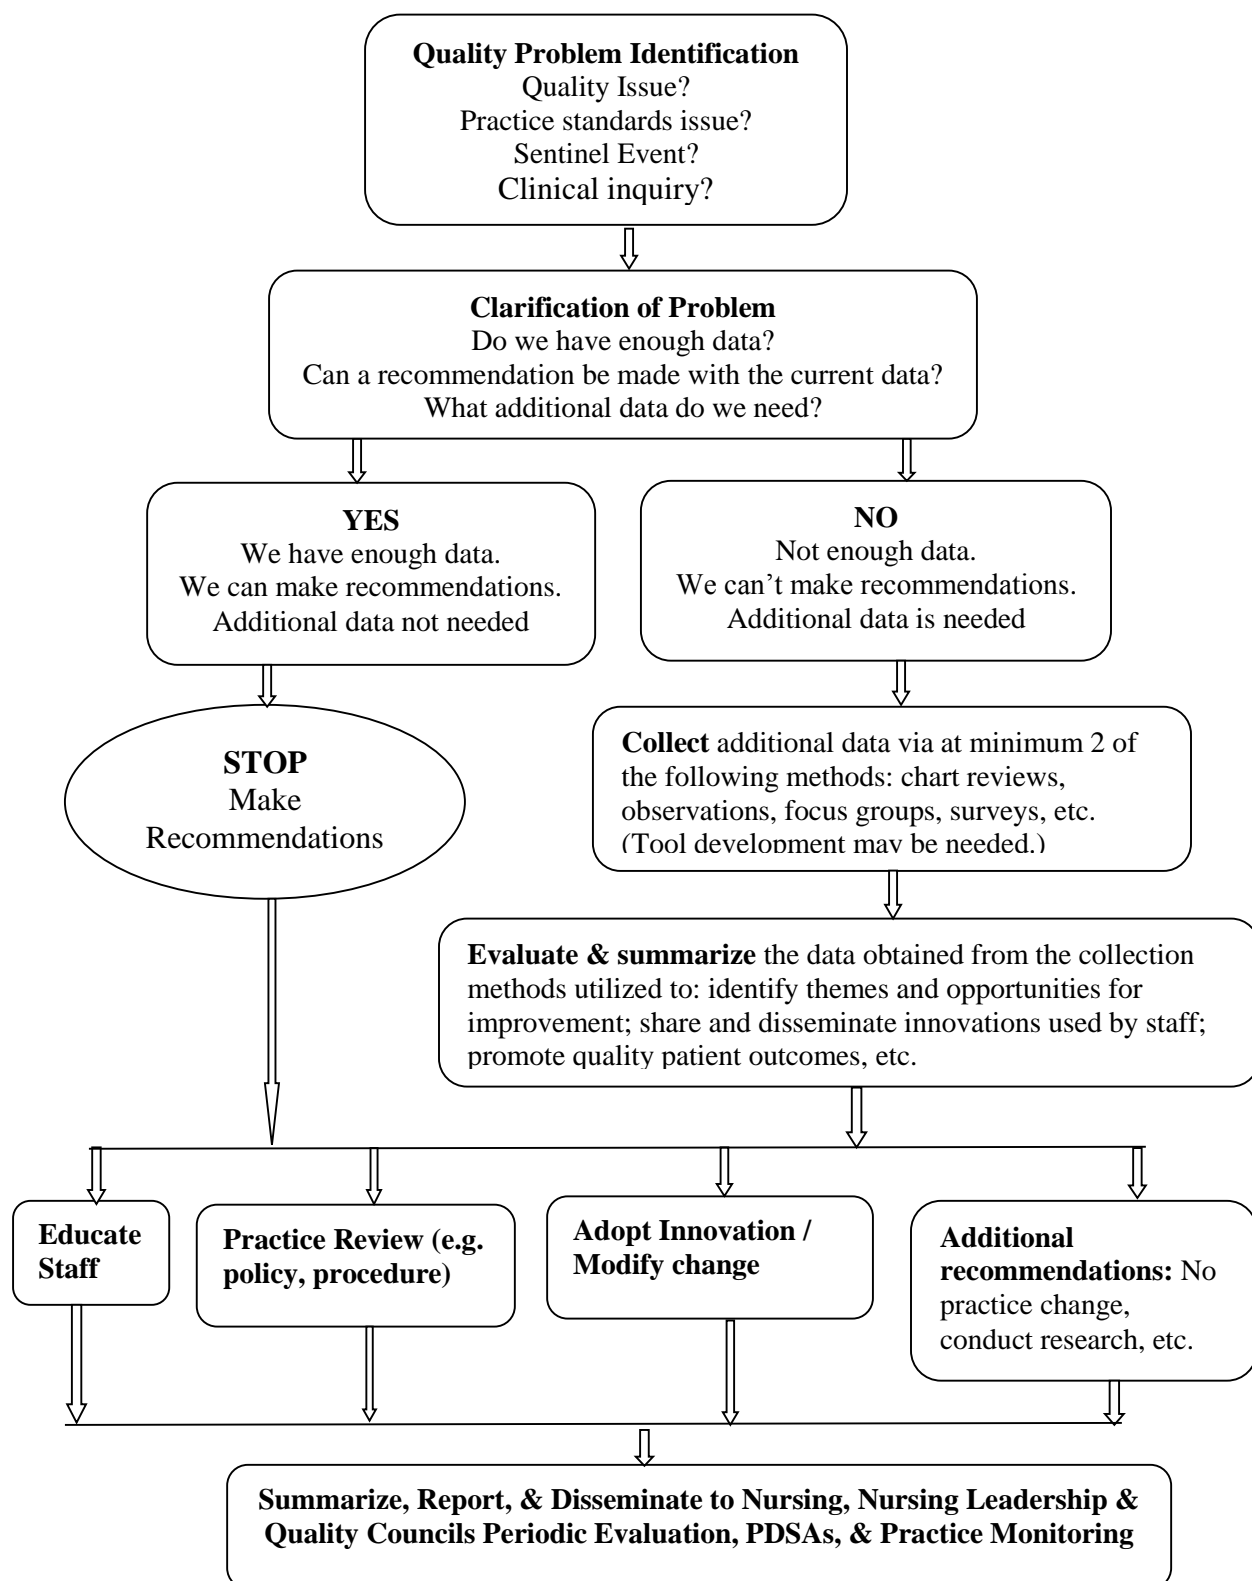 Quality Problem Identification
Quality Issue?
Practice standards issue?
Sentinel Event?
Clinical inquiry?
Clarification of Problem
Do we have enough data?
Can a recommendation be made with the current data?
What additional data do we need?
YES
We have enough data.
We can make recommendations.
Additional data not needed
NO
Not enough data.
We can’t make recommendations.
Additional data is needed
STOP
Make
Recommendations
Collect additional data via at minimum 2 of
the following methods: chart reviews,
observations, focus groups, surveys, etc.
(Tool development may be needed.)
Evaluate & summarize the data obtained from the collection
methods utilized to: identify themes and opportunities for
improvement; share and disseminate innovations used by staff;
promote quality patient outcomes, etc.
Educate
Staff
Practice Review (e.g.
policy, procedure)
Adopt Innovation /
Modify change
Additional
recommendations: No
practice change,
conduct research, etc.
Summarize, Report, & Disseminate to Nursing, Nursing Leadership &
Quality Councils Periodic Evaluation, PDSAs, & Practice Monitoring